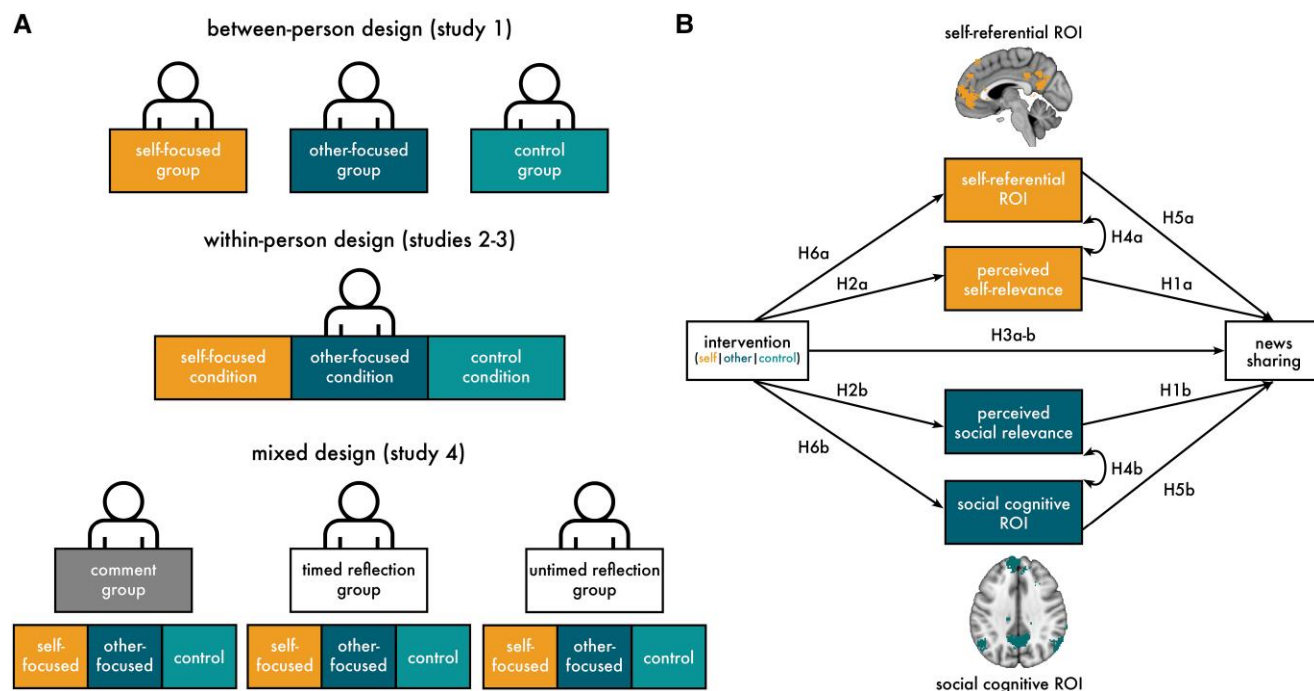 A
between-person design (study 1)
self-focused
group
other-focused
group
control
group
within-person design (studies 2-3)
self-focused
condition
other-focused
condition
control
condition
mixed design (study 4)
comment
group
timed reflection
group
untimed reflection
group
self-
focused
other-
focused
control
self-
focused
other-
focused
control
self-
focused
other-
focused
control
B
self-referential ROI
self-referential
ROI
H6a
H5a
H4a
H2a
perceived
self-relevance
H1a
intervention
(self|other|control)
H3a-b
news
sharing
H2b
perceived
social relevance
H1b
H6b
H4b
social cognitive
ROI
H5b
social cognitive ROI